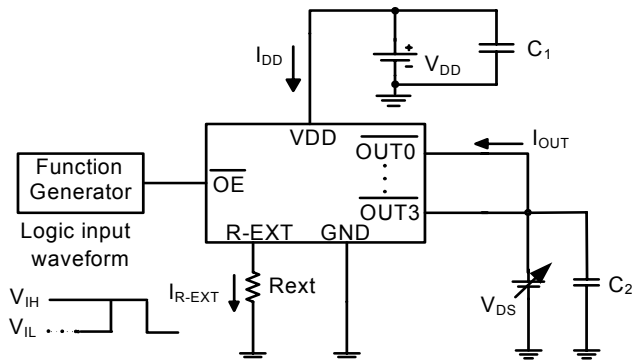 I_DD
V_DD
C_1
+
-
VDD
OUT0
I_OUT
Function
Generator
OE
OUT3
Logic input
waveform
R-EXT GND
V_IH
V_IL
I_R-EXT
Rext
V_DS
C_2